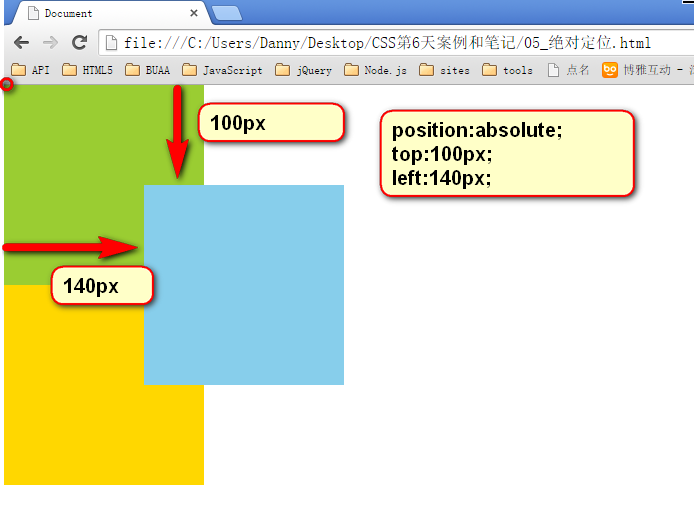 Document
file:///C:/Users/Danny/Desktop/CSS第6天案例和笔记/05_绝对定位.html
API HTML5 BUAA JavaScript jQuery Node.js sites tools 点名 bo 博雅互动 -
100px
position:absolute;
top:100px;
left:140px;
140px